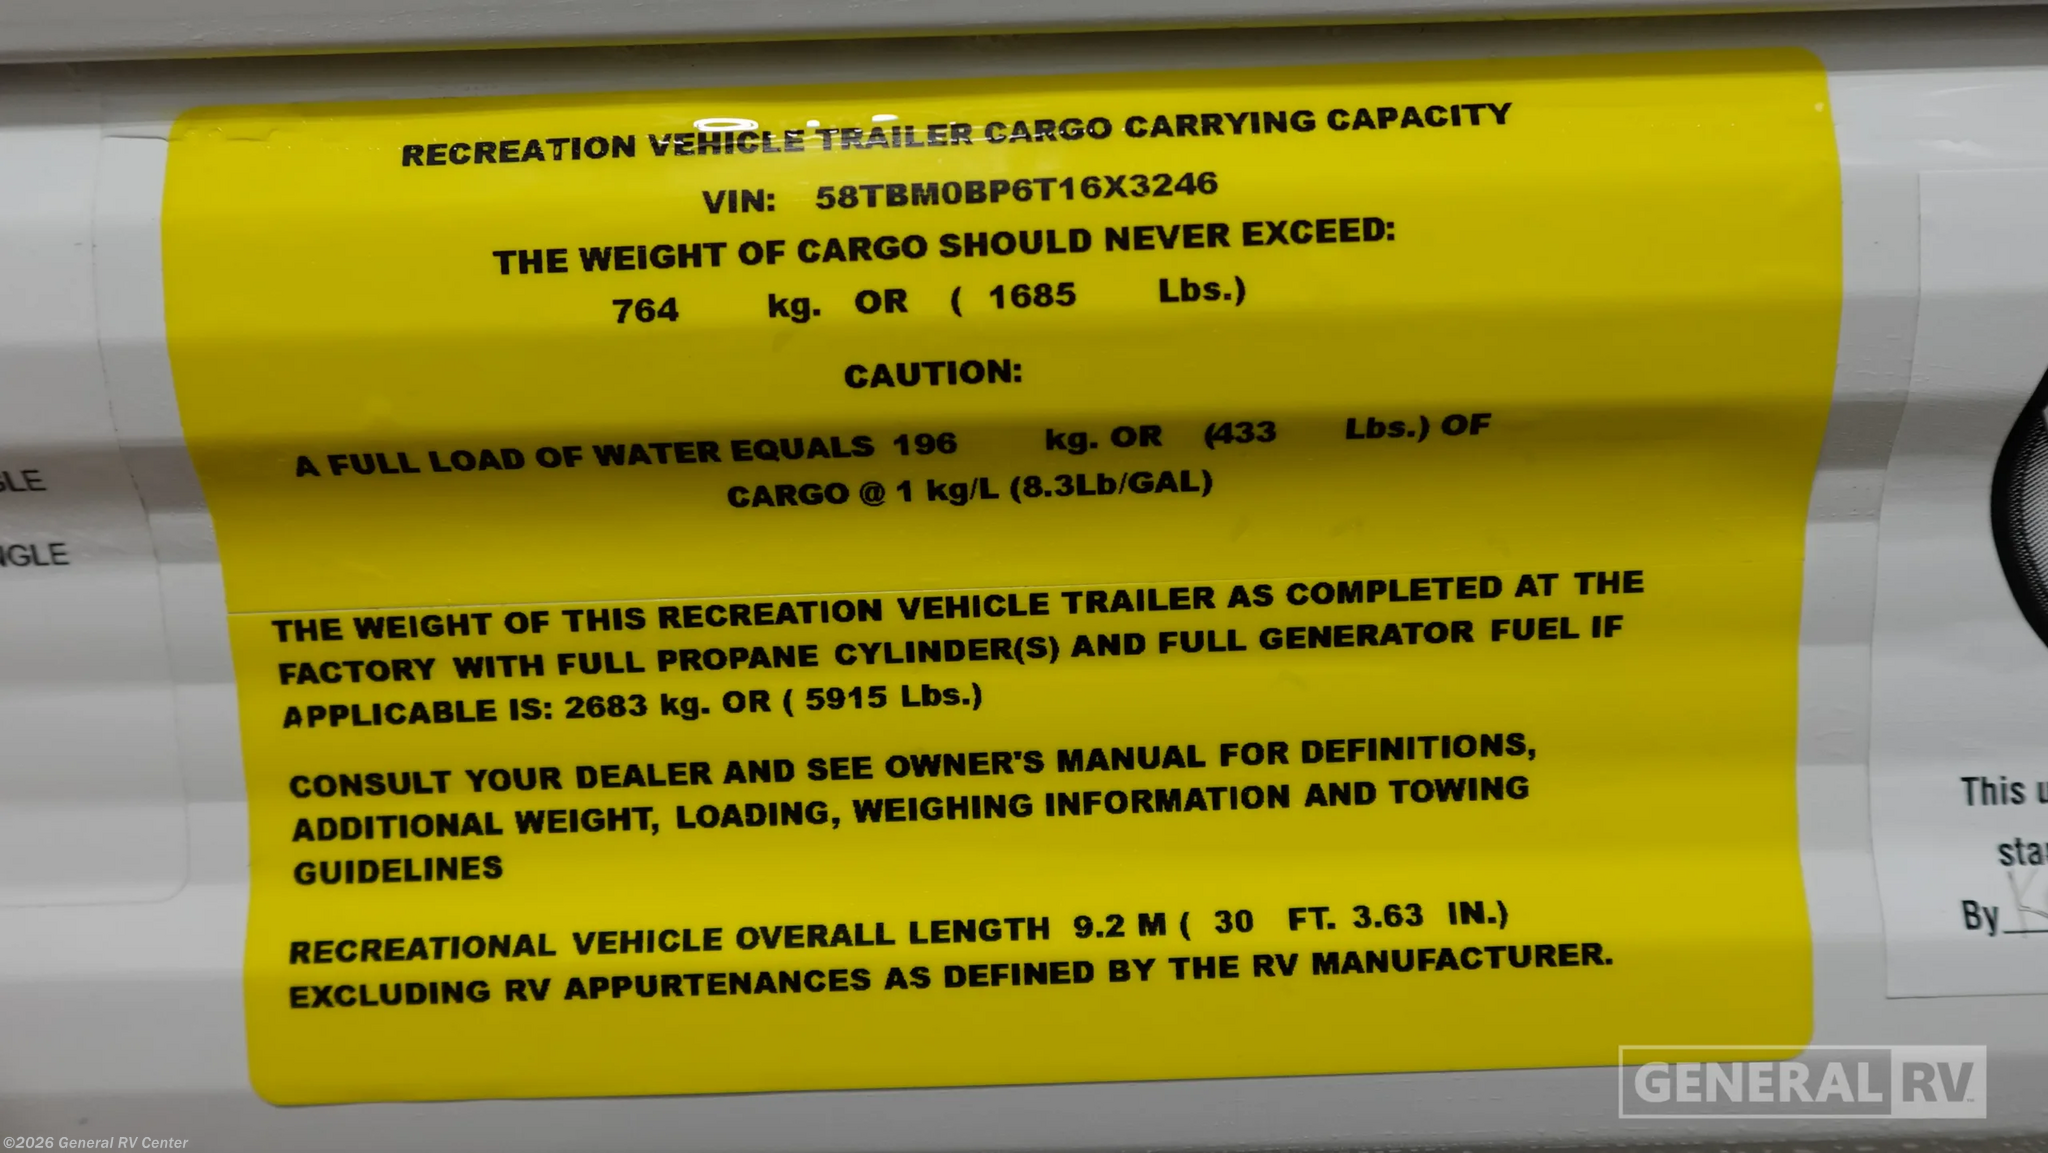 RECREATION VEHICLE TRAILER CARGO CARRYING CAPACITY
VIN: 58TBM0BP6T16X3246
THE WEIGHT OF CARGO SHOULD NEVER EXCEED:
764 kg. OR ( 1685 Lbs.)
CAUTION:
A FULL LOAD OF WATER EQUALS 196 kg. OR (433 Lbs.) OF
CARGO @ 1 kg/L (8.3Lb/GAL)
THE WEIGHT OF THIS RECREATION VEHICLE TRAILER AS COMPLETED AT THE
FACTORY WITH FULL PROPANE CYLINDER(S) AND FULL GENERATOR FUEL IF
APPLICABLE IS: 2683 kg. OR ( 5915 Lbs.)
CONSULT YOUR DEALER AND SEE OWNER'S MANUAL FOR DEFINITIONS,
ADDITIONAL WEIGHT, LOADING, WEIGHING INFORMATION AND TOWING
GUIDELINES
RECREATIONAL VEHICLE OVERALL LENGTH 9.2 M ( 30 FT. 3.63 IN.)
EXCLUDING RV APPURTENANCES AS DEFINED BY THE RV MANUFACTURER.
This
By
GENERAL RV
©2026 General RV Center